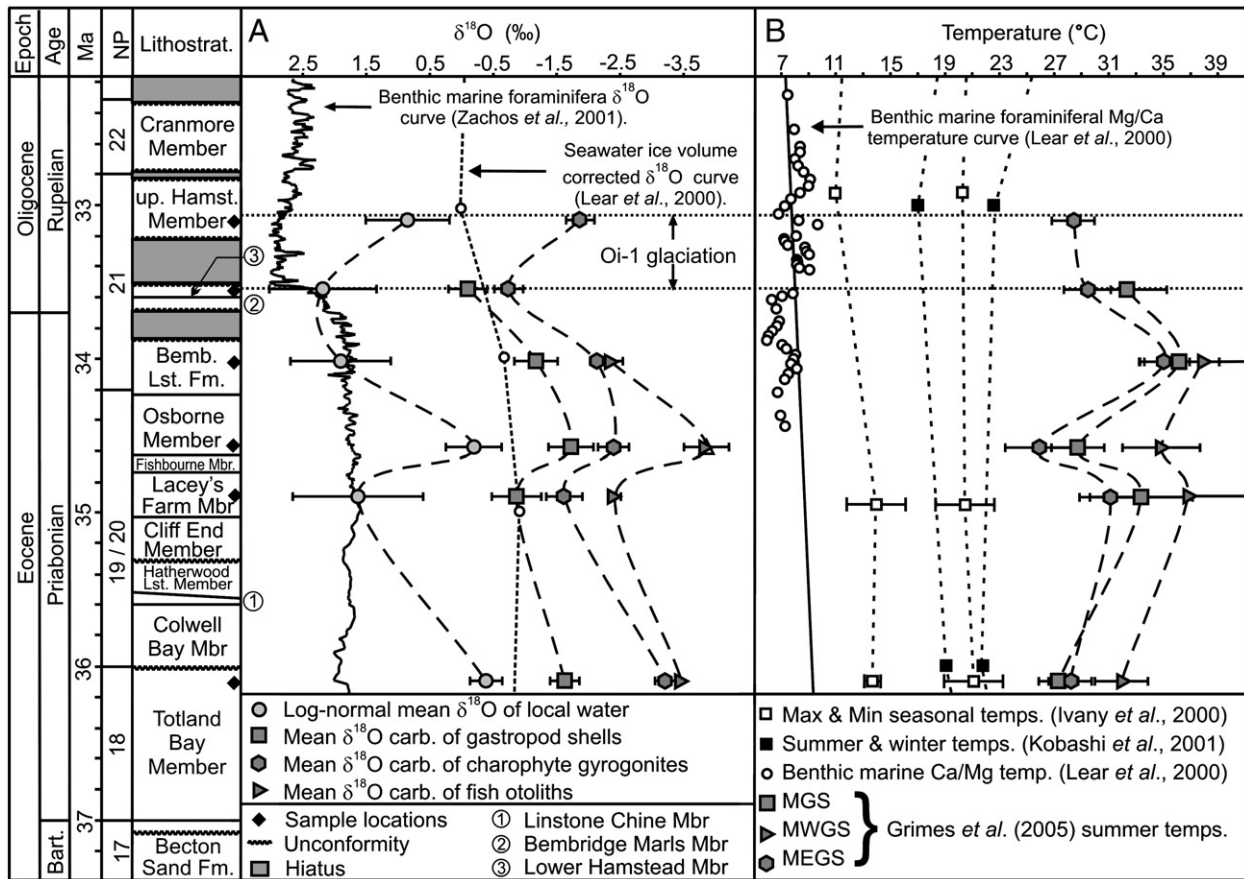 Epoch
Age
Ma
NP
Lithostrat.
A
δ¹⁸O (‰)
2.5 1.5 0.5 -0.5 -1.5 -2.5 -3.5
B
Temperature (°C)
7 11 15 19 23 27 31 35 39
Oligocene
Eocene
Rupelian
Priabonian
Bart.
33
34
35
36
37
22
21
19 / 20
18
17
Cranmore
Member
up. Hamst.
Member
Bemb.
Lst. Fm.
Osborne
Member
Fishbourne Mbr.
Lacey's
Farm Mbr
Cliff End
Member
Hatherwood
Lst. Member
Colwell
Bay Mbr
Totland
Bay
Member
Becton
Sand Fm.
3
2
1
Benthic marine foraminifera δ¹⁸O
curve (Zachos et al., 2001).
Seawater ice volume
corrected δ¹⁸O curve
(Lear et al., 2000).
Oi-1 glaciation
Benthic marine foraminiferal Mg/Ca
temperature curve (Lear et al., 2000)
Log-normal mean δ¹⁸O of local water
Mean δ¹⁸O carb. of gastropod shells
Mean δ¹⁸O carb. of charophyte gyrogonites
Mean δ¹⁸O carb. of fish otoliths
Sample locations
Unconformity
Hiatus
1 Linstone Chine Mbr
2 Bembridge Marls Mbr
3 Lower Hamstead Mbr
Max & Min seasonal temps. (Ivany et al., 2000)
Summer & winter temps. (Kobashi et al., 2001)
Benthic marine Ca/Mg temp. (Lear et al., 2000)
MGS
MWGS
MEGS
Grimes et al. (2005) summer temps.